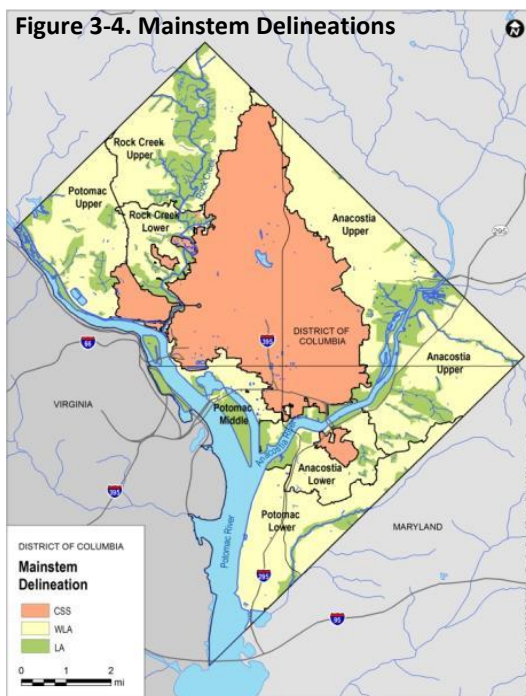 Figure 3-4. Mainstem Delineations
N
Rock Creek
Upper
Rock Creek
Potomac
Upper
Rock Creek
Lower
Anacostia
Upper
295
DISTRICT OF
COLUMBIA
395
66
Anacostia
Upper
VIRGINIA
Potomac
Middle
Anacostia River
Anacostia
Lower
395
Potomac
Lower
Potomac River
MARYLAND
DISTRICT OF COLUMBIA
Mainstem
Delineation
CSS
WLA
LA
295
95
0 1 2
mi